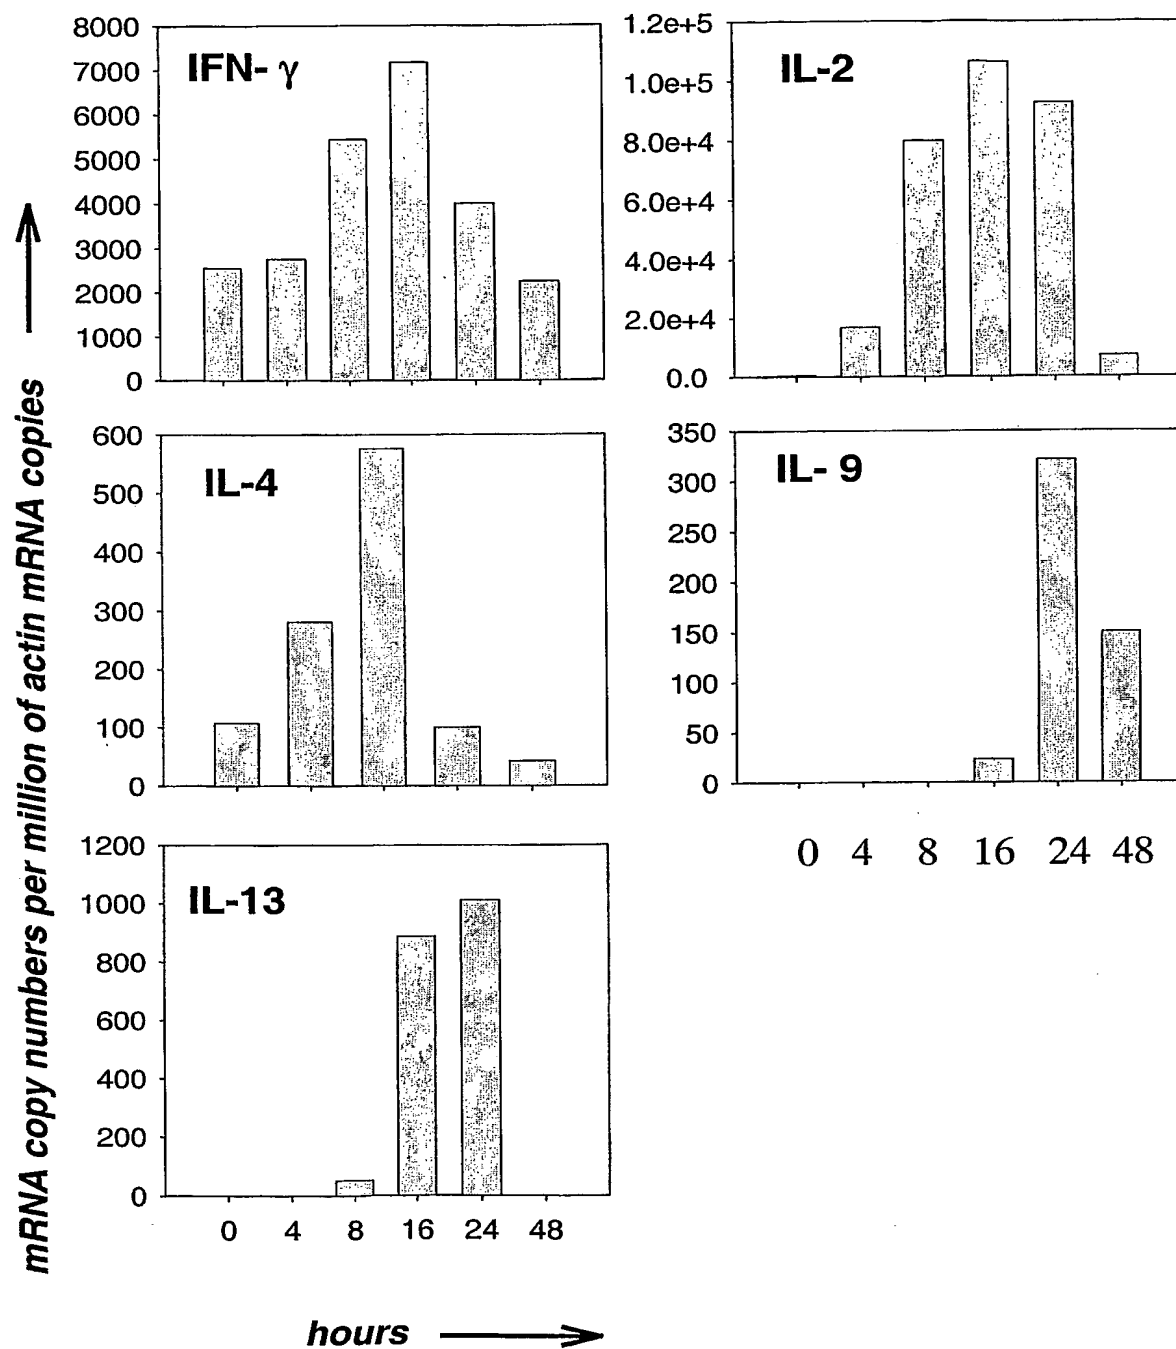 mRNA copy numbers per million of actin mRNA copies
IFN- γ
8000
7000
6000
5000
4000
3000
2000
1000
0
IL-2
1.2e+5
1.0e+5
8.0e+4
6.0e+4
4.0e+4
2.0e+4
0.0
IL-4
600
500
400
300
200
100
0
IL- 9
350
300
250
200
150
100
50
0
0 4 8 16 24 48
IL-13
1200
1000
800
600
400
200
0
0 4 8 16 24 48
hours